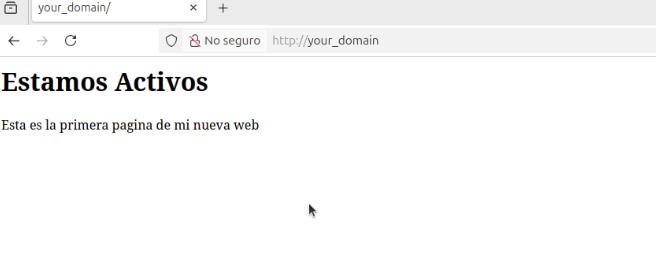 your_domain/
No seguro http://your_domain
Estamos Activos
Esta es la primera pagina de mi nueva web